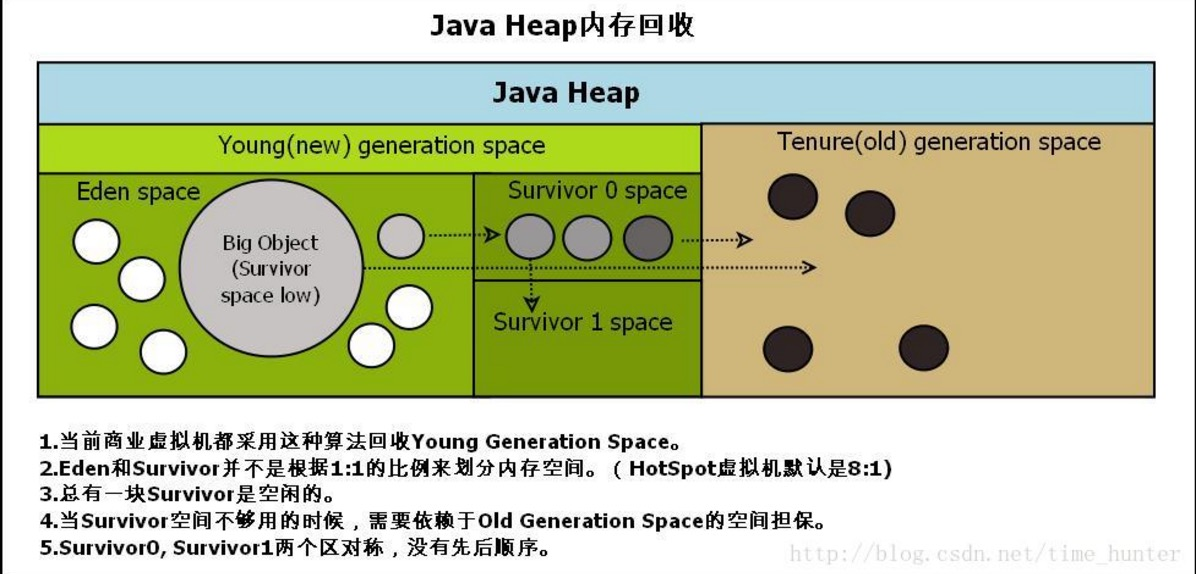 Java Heap内存回收
Java Heap
Young(new) generation space
Tenure(old) generation space
Eden space
Survivor 0 space
Big Object
(Survivor
space low)
Survivor 1 space
1.当前商业虚拟机都采用这种算法回收Young Generation Space。
2.Eden和Survivor并不是根据1:1的比例来划分内存空间。（HotSpot虚拟机默认是8:1)
3.总有一块Survivor是空闲的。
4.当Survivor空间不够用的时候，需要依赖于Old Generation Space的空间担保。
5.Survivor0, Survivor1两个区对称，没有先后顺序。
http://blog.csdn.net/time_hunter